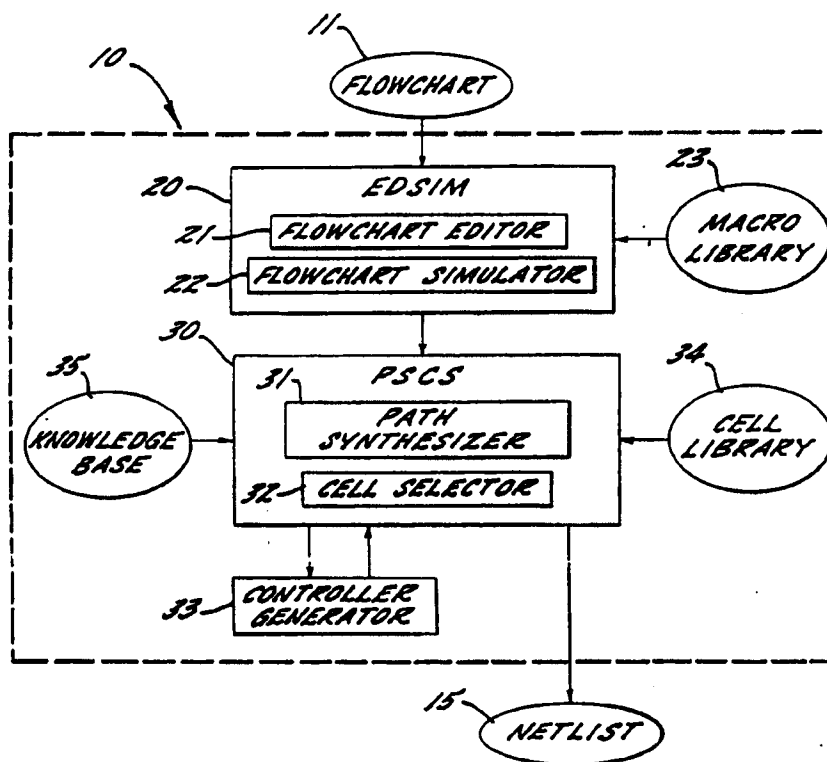 11
10
FLOWCHART
20
EDSIM
23
21
FLOWCHART EDITOR
MACRO
LIBRARY
22
FLOWCHART SIMULATOR
30
35
PSCS
34
31
PATH
SYNTHESIZER
KNOWLEDGE
BASE
CELL
LIBRARY
32
CELL SELECTOR
33
CONTROLLER
GENERATOR
15
NETLIST